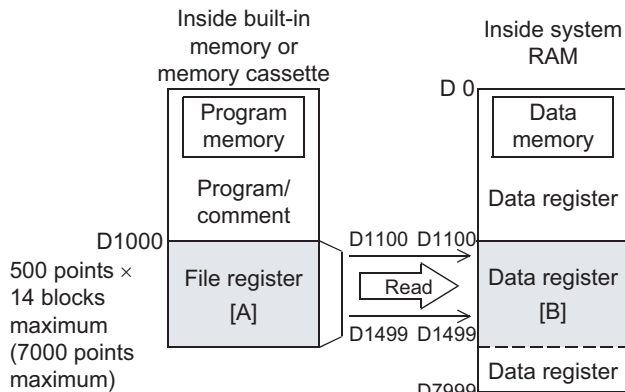 Inside built-in
memory or
memory cassette
Inside system
RAM
D 0
Program
memory
Data
memory
Program/
comment
Data register
D1000
D1100 D1100
500 points ×
14 blocks
maximum
(7000 points
maximum)
File register
[A]
Read
Data register
[B]
D1499 D1499
Data register
D7999